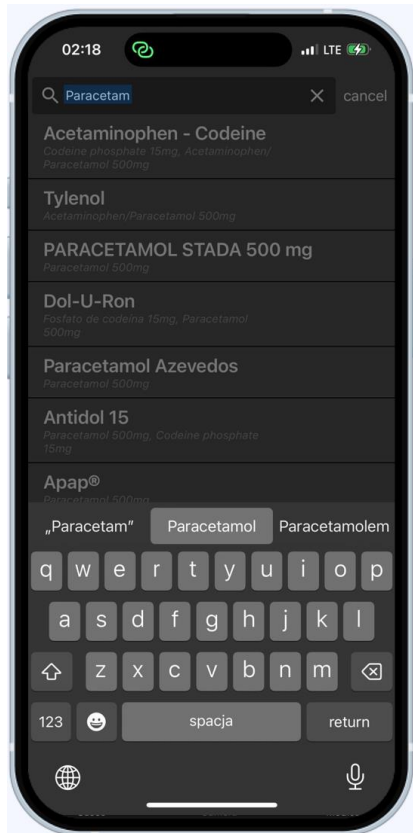 02:18
LTE
Paracetam
cancel
Acetaminophen - Codeine
Codeine phosphate 15mg, Acetaminophen/
Paracetamol 500mg
Tylenol
Acetaminophen/Paracetamol 500mg
PARACETAMOL STADA 500 mg
Paracetamol 500mg
Dol-U-Ron
Fosfato de codeína 15mg, Paracetamol
500mg
Paracetamol Azevedos
Paracetamol 500mg
Antidol 15
Paracetamol 500mg, Codeine phosphate
15mg
Apap®
Paracetamol 500mg
„Paracetam” Paracetamol Paracetamolem
q w e r t y u i o p
a s d f g h j k l
z x c v b n m
123 spacja return